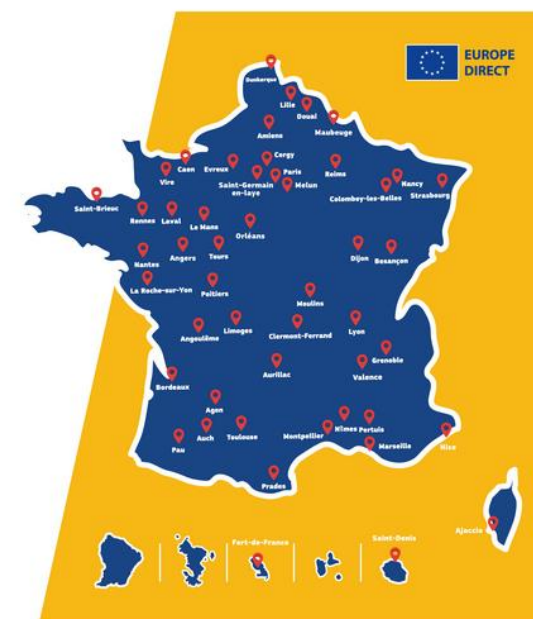 EUROPE
DIRECT
Dunkerque
Lille
Douai
Maubeuge
Amiens
Caen
Evreux
Cergy
Paris
Reims
Vire
Saint-Germain
en-laye
Melun
Nancy
Colombey-les-Belles
Strasbourg
Saint-Brieuc
Rennes
Laval
Le Mans
Orléans
Nantes
Angers
Tours
Dijon
Besançon
La Roche-sur-Yon
Poitiers
Moulins
Angoulême
Limoges
Clermont-Ferrand
Lyon
Grenoble
Aurillac
Valence
Bordeaux
Agen
Auch
Toulouse
Montpellier
Nîmes
Pertuis
Pau
Marseille
Nice
Prades
Ajaccio
Fort-de-France
Saint-Denis